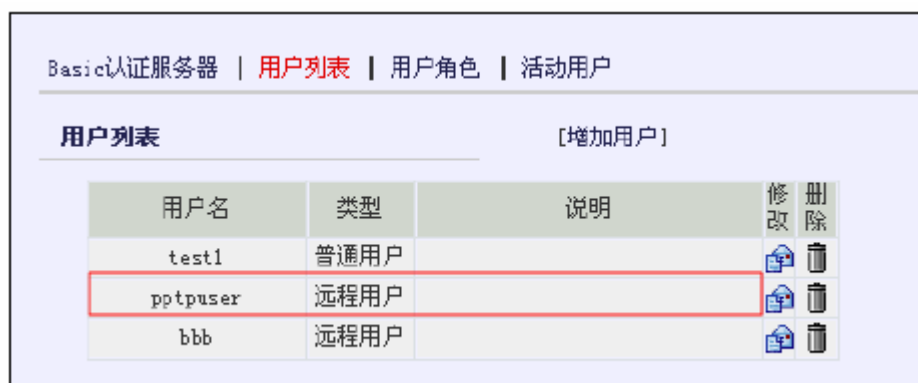 Basic认证服务器 | 用户列表 | 用户角色 | 活动用户
用户列表 [增加用户]
用户名 类型 说明 修改 删除
test1 普通用户
pptpuser 远程用户
bbb 远程用户